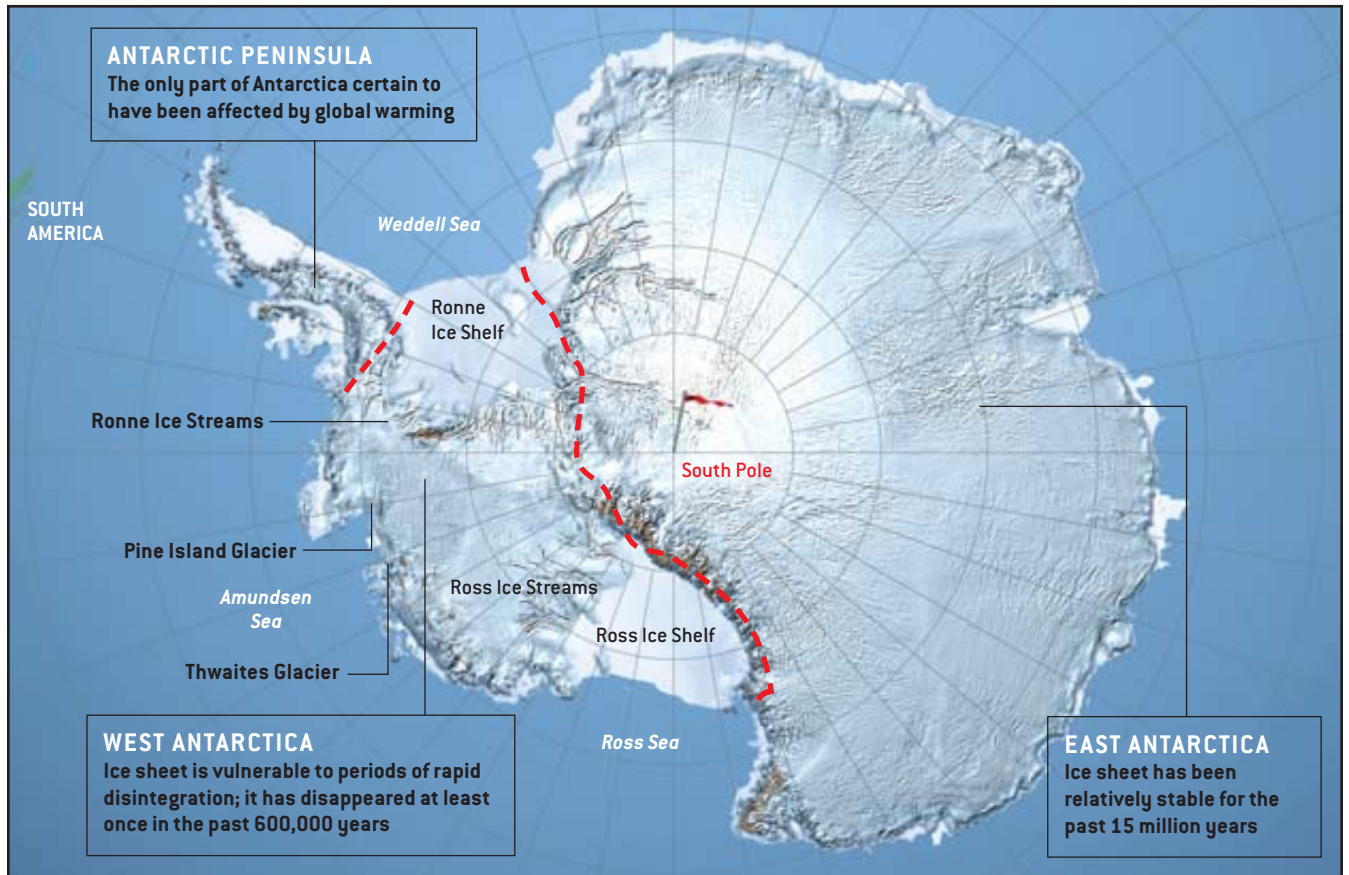 ANTARCTIC PENINSULA
The only part of Antarctica certain to
have been affected by global warming
SOUTH
AMERICA
Weddell Sea
Ronne
Ice Shelf
Ronne Ice Streams
South Pole
Pine Island Glacier
Amundsen
Sea
Ross Ice Streams
Ross Ice Shelf
Thwaites Glacier
Ross Sea
WEST ANTARCTICA
Ice sheet is vulnerable to periods of rapid
disintegration; it has disappeared at least
once in the past 600,000 years
EAST ANTARCTICA
Ice sheet has been
relatively stable for the
past 15 million years